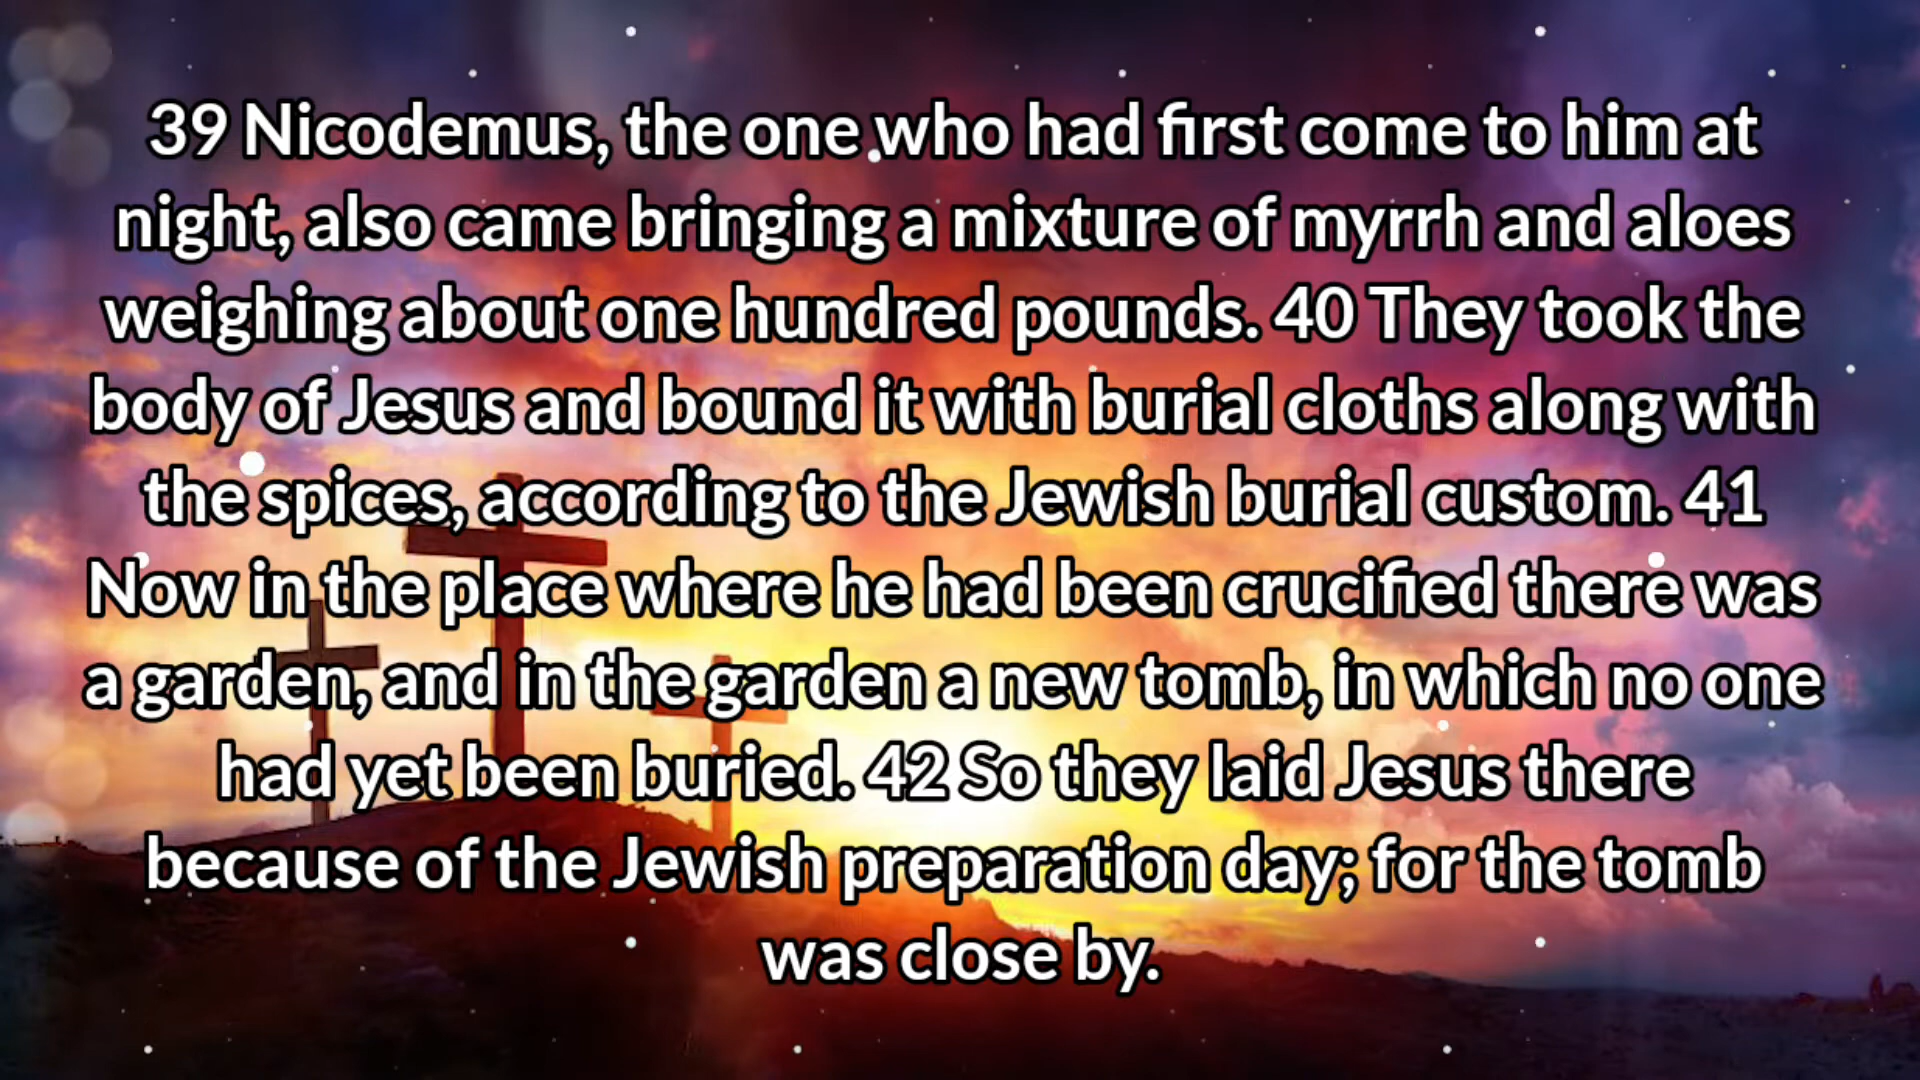 39 Nicodemus, the one who had first come to him at
night, also came bringing a mixture of myrrh and aloes
weighing about one hundred pounds. 40 They took the
body of Jesus and bound it with burial cloths along with
the spices, according to the Jewish burial custom. 41
Now in the place where he had been crucified there was
a garden, and in the garden a new tomb, in which no one
had yet been buried. 42 So they laid Jesus there
because of the Jewish preparation day; for the tomb
was close by.